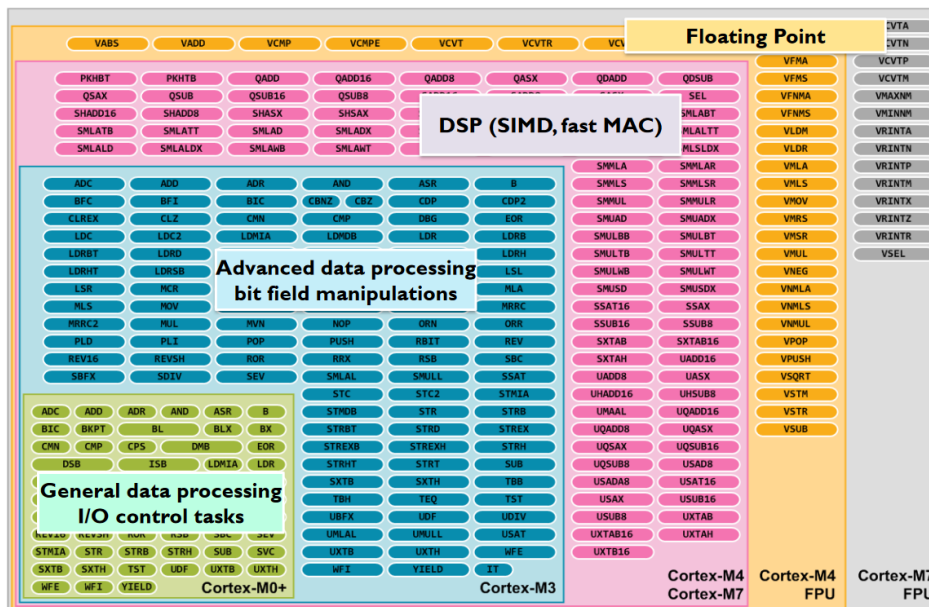 VABS VADD VCMP VCMPE VCVT VCVTR
Floating Point
PKHBT PKHTB QADD QADD16 QADD8 QASX QDADD QDSUB
QSAX QSUB QSUB16 QSUB8 SEL
SHADD16 SHADD8 SHASX SHSAX
SMLATB SMLATT SMLAD SMLADX
SMLALD SMLALDX SMLAWB SMLAWT
DSP (SIMD, fast MAC)
SMMLA SMMLAR
SMMLS SMMLSR
SMMUL SMMULR
SMUAD SMUADX
SMULBB SMULBT
SMULTB SMULTT
SMULWB SMULWT
SMUSD SMUSDX
SSAT16 SSAX
SSUB16 SSUB8
SXTAB SXTAB16
SXTAH UADD16
UADD8 UASX
UHADD16 UHSUB8
UMAAL UQADD16
UQADD8 UQASX
UQSAX UQSUB16
UQSUB8 USAD8
USADA8 USAT16
USAX USUB16
USUB8 UXTAB
UXTAB16 UXTAH
UXTB16
Cortex-M4
Cortex-M7
ADC ADD ADR AND ASR B
BFC BFI BIC CBNZ CBZ CDP CDP2
CLREX CLZ CMN CMP DBG EOR
LDC LDC2 LDMIA LDMDB LDR LDRB
LDRBT LDRD LDRH
LDRHT LDRSB LSL
LSR MCR MLA
MLS MOV MRRC
Advanced data processing
bit field manipulations
MRRC2 MUL MVN NOP ORN ORR
PLD PLI POP PUSH RBIT REV
REV16 REVSH ROR RRX RSB SBC
SBFX SDIV SEV SMLAL SMULL SSAT
STC STC2 STMIA
STMDB STR STRB
STRBT STRD STREX
STREXB STREXH STRH
STRHT STRT SUB
SXTB SXTH TBB
TBH TEQ TST
UBFX UDF UDIV
UMLAL UMULL USAT
UXTB UXTH WFE
WFI YIELD IT
Cortex-M3
ADC ADD ADR AND ASR B
BIC BKPT BL BLX BX
CMN CMP CPS DMB EOR
DSB ISB LDMIA LDR
General data processing
I/O control tasks
REV16 REVSH ROR RSB SBC SEV
STMIA STR STRB STRH SUB SVC
SXTB SXTH TST UDF UXTB UXTH
WFE WFI YIELD
Cortex-M0+
VFMA
VFMS
VFNMA
VFNMS
VLDM
VLDR
VMLA
VMLS
VMOV
VMRS
VMSR
VMUL
VNEG
VNMLA
VNMLS
VNMUL
VPOP
VPUSH
VSQRT
VSTM
VSTR
VSUB
Cortex-M4
FPU
VCVTP
VCVTM
VMAXNM
VMINNM
VRINTA
VRINTN
VRINTP
VRINTM
VRINTX
VRINTZ
VRINTR
VSEL
Cortex-M7
FPU